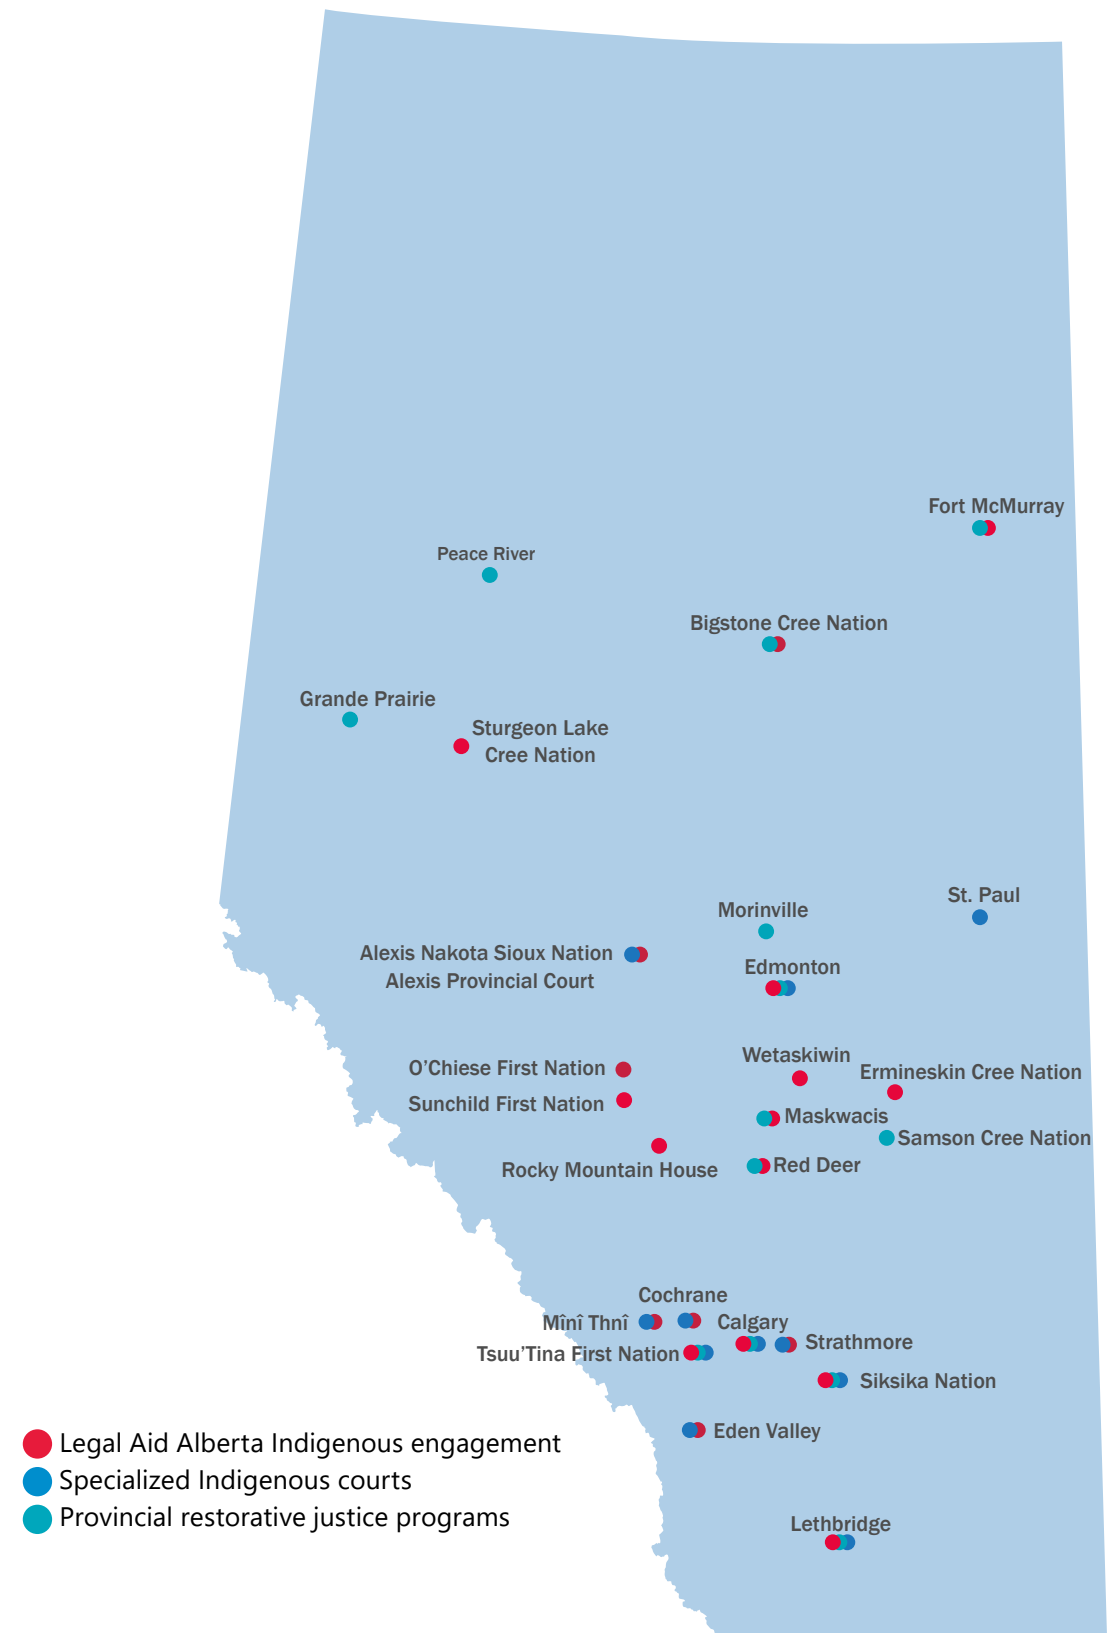 Fort McMurray
Peace River
Bigstone Cree Nation
Grande Prairie
Sturgeon Lake
Cree Nation
St. Paul
Morinville
Alexis Nakota Sioux Nation
Alexis Provincial Court
Edmonton
Wetaskiwin
O’Chiese First Nation
Ermineskin Cree Nation
Sunchild First Nation
Maskwacis
Samson Cree Nation
Rocky Mountain House
Red Deer
Cochrane
Mînî Thnî
Calgary
Strathmore
Tsuu’Tina First Nation
Siksika Nation
Eden Valley
Legal Aid Alberta Indigenous engagement
Specialized Indigenous courts
Provincial restorative justice programs
Lethbridge